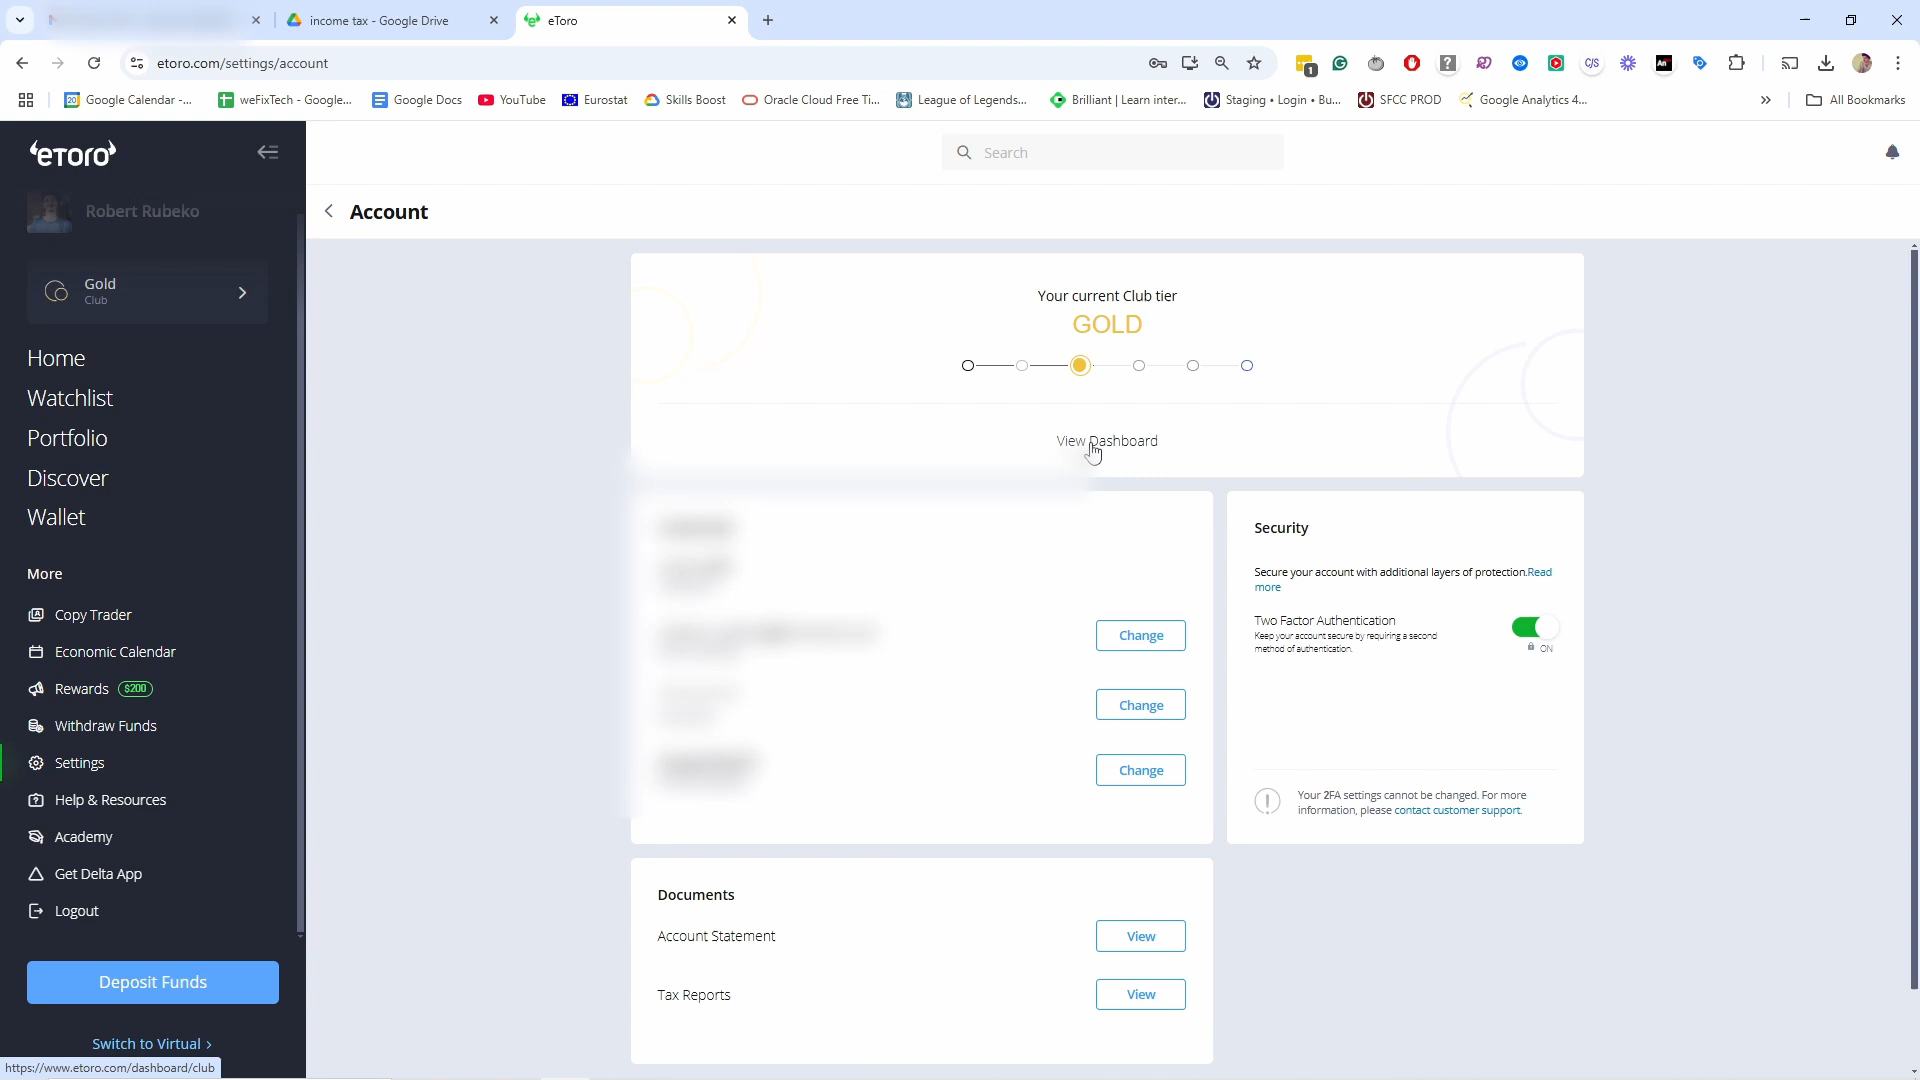 income tax - Google Drive
eToro
etoro.com/settings/account
1
C/S
An
Google Calendar -...
weFixTech - Google...
Google Docs
YouTube
Eurostat
Skills Boost
Oracle Cloud Free Ti...
League of Legends...
Brilliant | Learn inter...
Staging • Login • Bu...
SFCC PROD
Google Analytics 4...
All Bookmarks
eToro
Search
Robert Rubeko
Account
Gold
Club
Your current Club tier
GOLD
View Dashboard
Home
Watchlist
Portfolio
Discover
Wallet
More
Copy Trader
Economic Calendar
Rewards $200
Withdraw Funds
Settings
Help & Resources
Academy
Get Delta App
Logout
Deposit Funds
Switch to Virtual >
https://www.etoro.com/dashboard/club
Change
Change
Change
Security
Secure your account with additional layers of protection.Read
more
Two Factor Authentication
Keep your account secure by requiring a second
method of authentication.
ON
Your 2FA settings cannot be changed. For more
information, please contact customer support.
Documents
Account Statement
View
Tax Reports
View